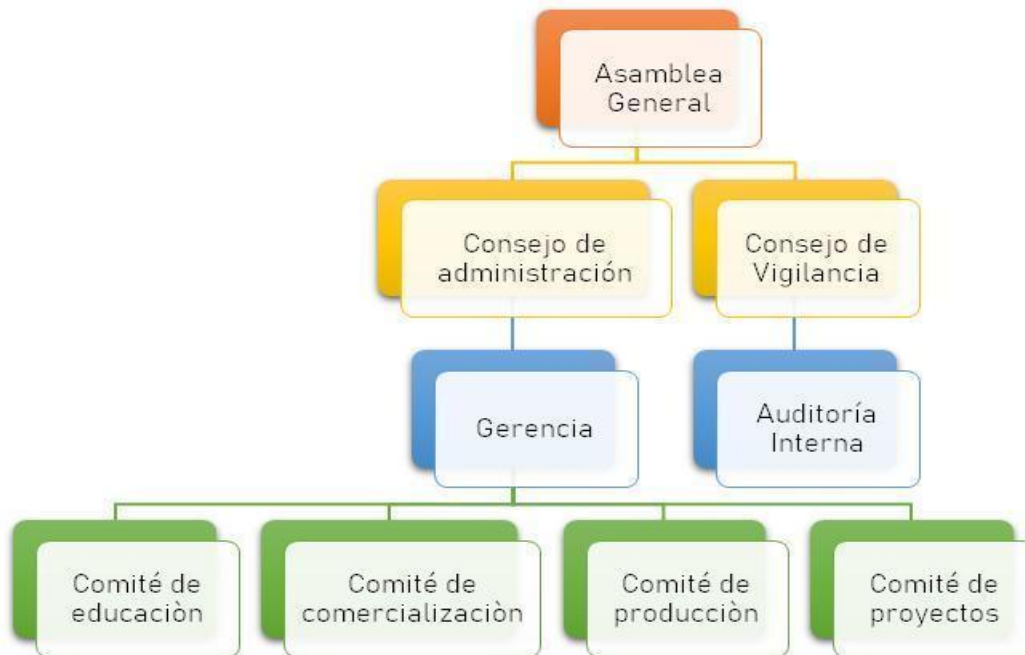 Asamblea
General
Consejo de
administración
Consejo de
Vigilancia
Gerencia
Auditoría
Interna
Comité de
educaciòn
Comité de
comercializaciòn
Comité de
producciòn
Comité de
proyectos